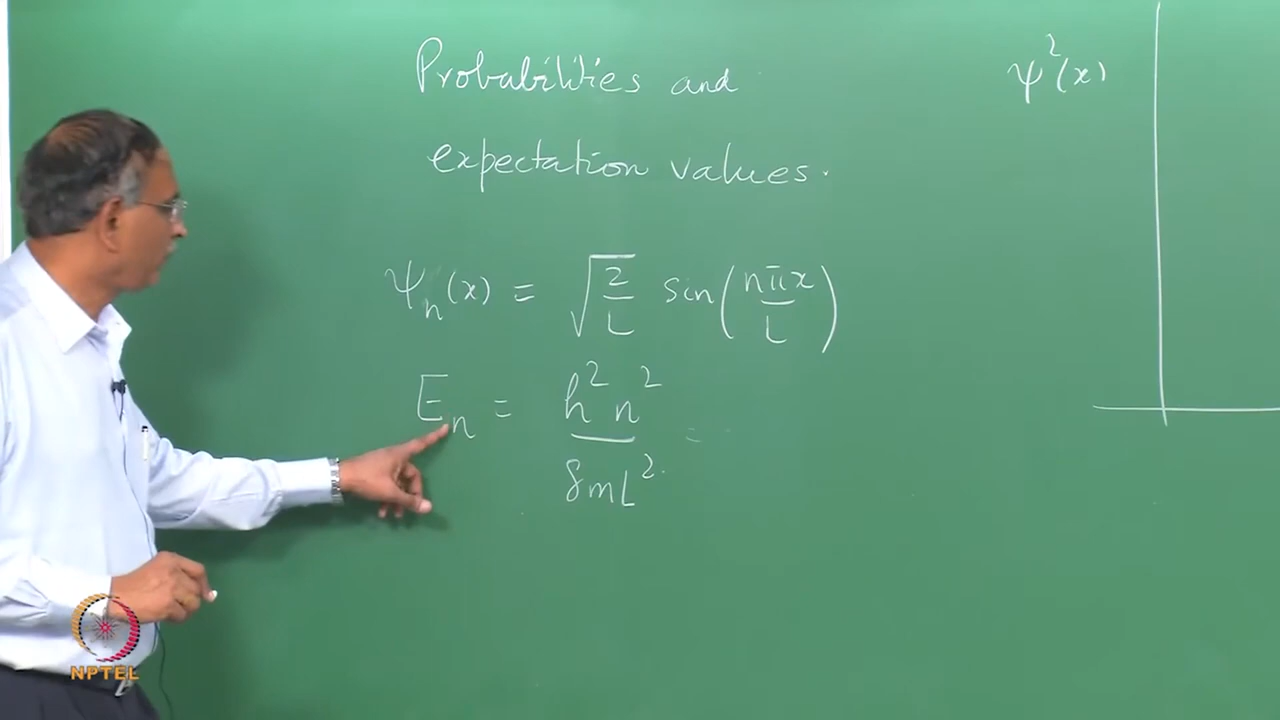 Probabilities and
expectation values.
ψₙ(x) = √(2/L) sin(nπx/L)
Eₙ = h²n²/8mL² =
ψ²(x)
NPTEL